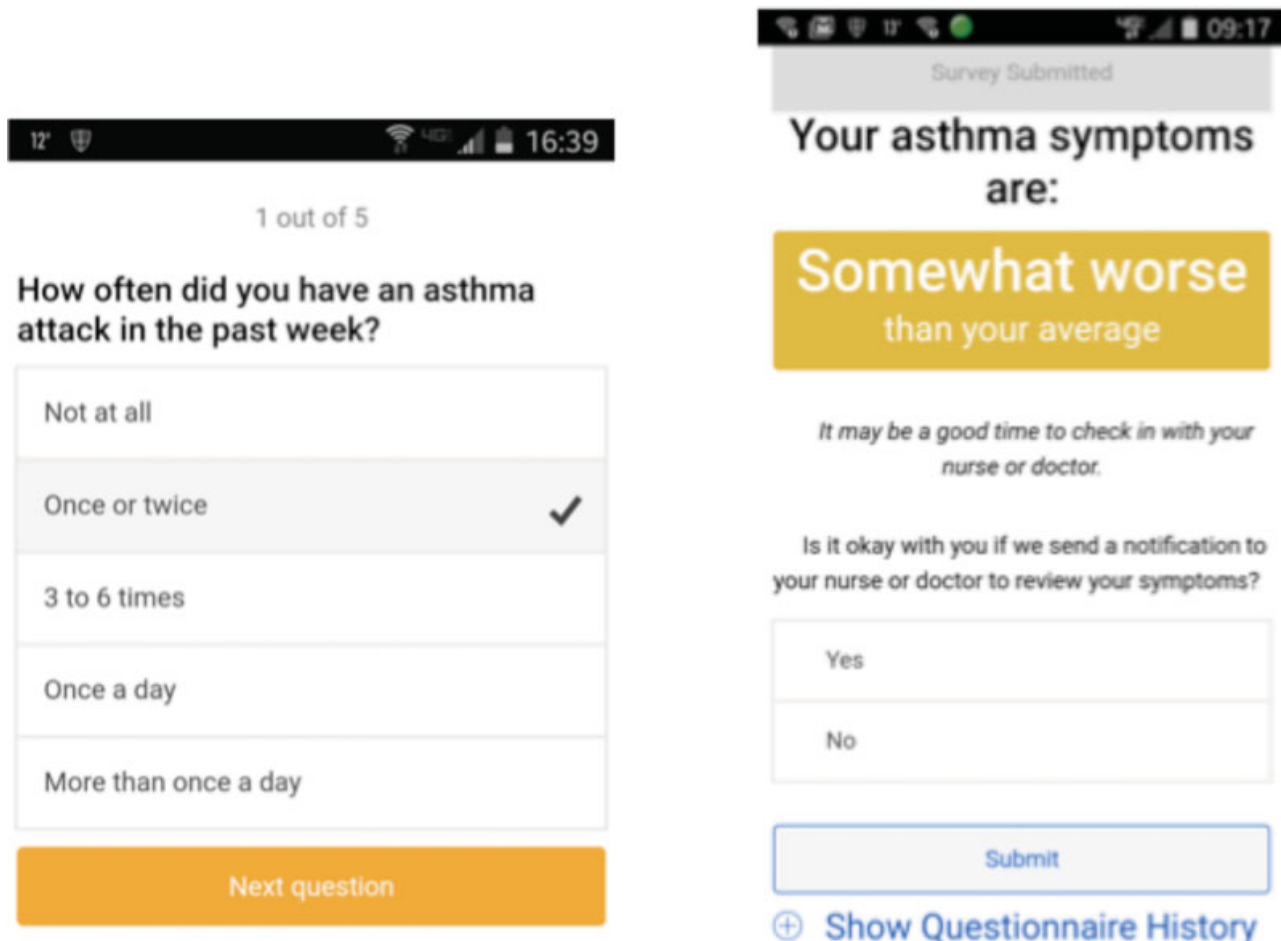 12°
4G
16:39
1 out of 5
How often did you have an asthma
attack in the past week?
Not at all
Once or twice
3 to 6 times
Once a day
More than once a day
Next question
13°
4G
09:17
Survey Submitted
Your asthma symptoms
are:
Somewhat worse
than your average
It may be a good time to check in with your
nurse or doctor.
Is it okay with you if we send a notification to
your nurse or doctor to review your symptoms?
Yes
No
Submit
Show Questionnaire History